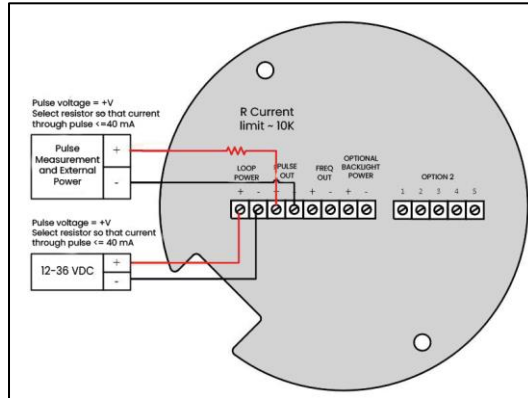 Pulse voltage = +V
Select resistor so that current
through pulse <=40 mA
Pulse
Measurement
and External
Power
+
-
R Current
limit ~ 10K
LOOP
POWER
PULSE
OUT
FREQ
OUT
OPTIONAL
BACKLIGHT
POWER
OPTION 2
+ - + - + - + -
1 2 3 4 5
Pulse voltage = +V
Select resistor so that current
through pulse <= 40 mA
12-36 VDC
+
-